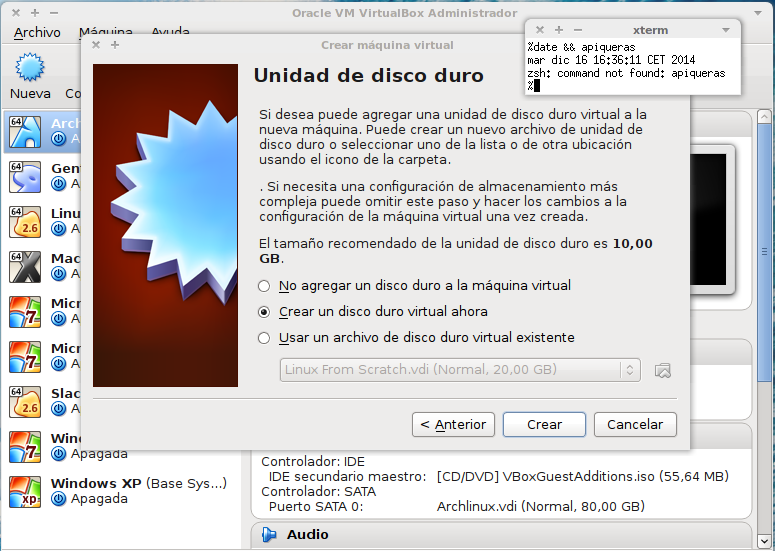 Oracle VM VirtualBox Administrador
Archivo Máquina Ayuda
xterm
%date && apiqueras
mar dic 16 16:36:11 CET 2014
zsh: command not found: apiqueras
%
Crear máquina virtual
Unidad de disco duro
Si desea puede agregar una unidad de disco duro virtual a la
nueva máquina. Puede crear un nuevo archivo de unidad de
disco duro o seleccionar uno de la lista o de otra ubicación
usando el icono de la carpeta.
. Si necesita una configuración de almacenamiento más
compleja puede omitir este paso y hacer los cambios a la
configuración de la máquina virtual una vez creada.
El tamaño recomendado de la unidad de disco duro es 10,00
GB.
No agregar un disco duro a la máquina virtual
Crear un disco duro virtual ahora
Usar un archivo de disco duro virtual existente
Linux From Scratch.vdi (Normal, 20,00 GB)
< Anterior Crear Cancelar
Nueva Co
64 Arch
A
64 Gen
A
64 Linu
2.6 A
64 Mac
A
Micr
7 A
Micr
7 A
64 Slac
2.6 A
Wind
7 Apagada
Windows XP (Base Sys...)
xp Apagada
Controlador: IDE
IDE secundario maestro: [CD/DVD] VBoxGuestAdditions.iso (55,64 MB)
Controlador: SATA
Puerto SATA 0: Archlinux.vdi (Normal, 80,00 GB)
Audio